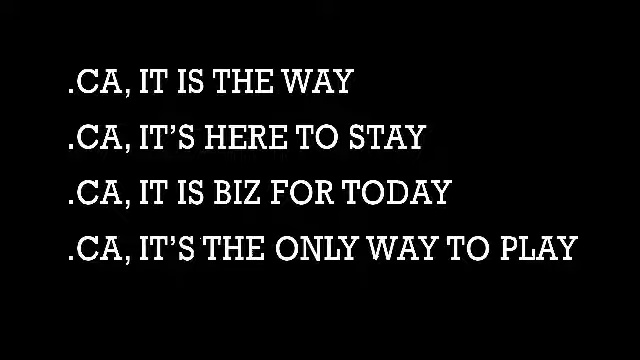 .CA, IT IS THE WAY
.CA, IT’S HERE TO STAY
.CA, IT IS BIZ FOR TODAY
.CA, IT’S THE ONLY WAY TO PLAY